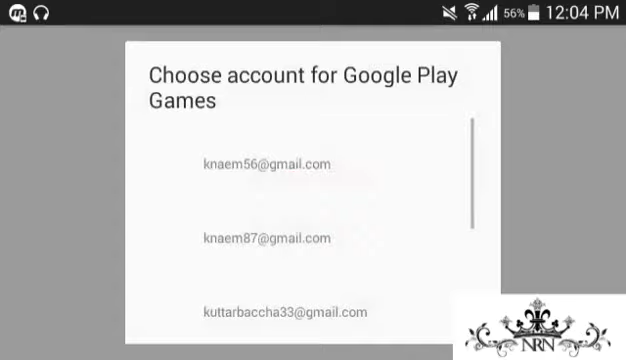 56% 12:04 PM
Choose account for Google Play
Games
knaem56@gmail.com
knaem87@gmail.com
kuttarbaccha33@gmail.com
NRN